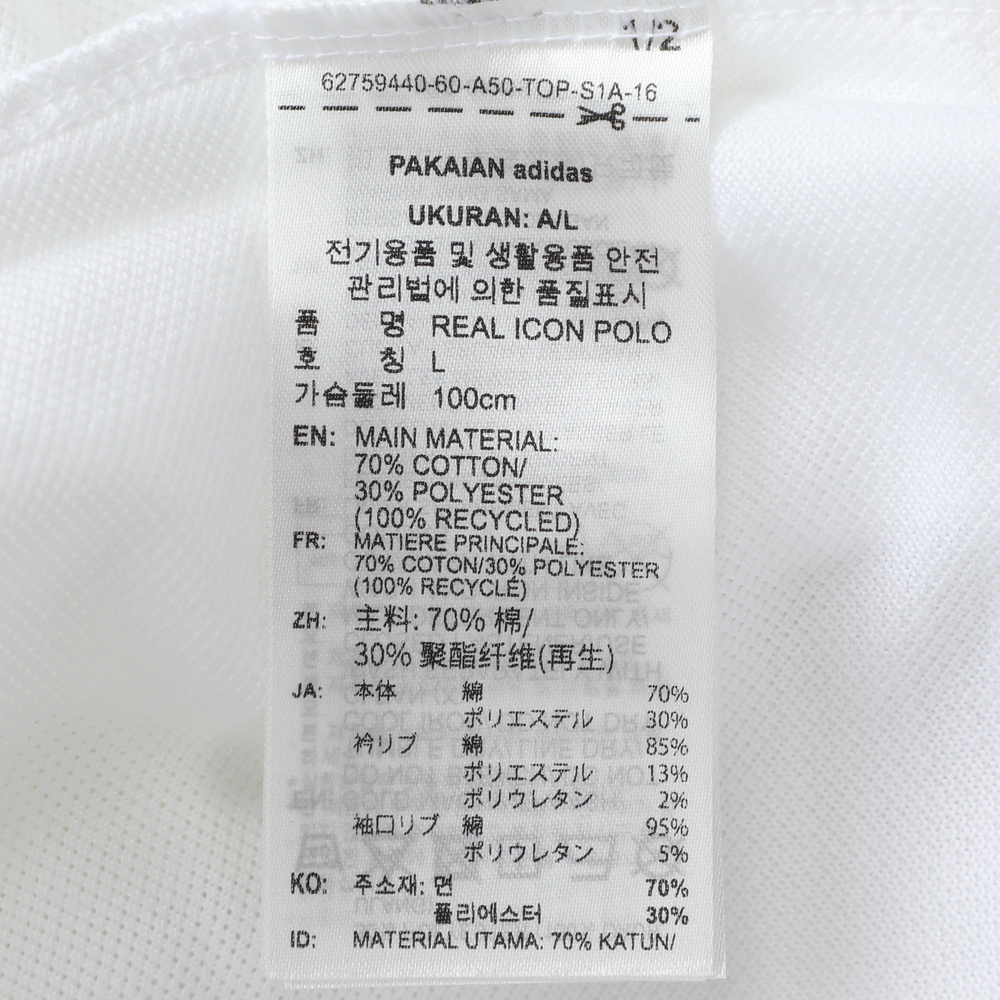 1/2
62759440-60-A50-TOP-S1A-16
PAKAIAN adidas
UKURAN: A/L
전기용품 및 생활용품 안전
관리법에 의한 품질표시
품 명 REAL ICON POLO
호 칭 L
가슴둘레 100cm
EN: MAIN MATERIAL:
70% COTTON/
30% POLYESTER
(100% RECYCLED)
FR: MATIERE PRINCIPALE:
70% COTON/30% POLYESTER
(100% RECYCLÉ)
ZH: 主料: 70% 棉/
30% 聚酯纤维(再生)
JA: 本体 綿 70%
ポリエステル 30%
衿リブ 綿 85%
ポリエステル 13%
ポリウレタン 2%
袖口リブ 綿 95%
ポリウレタン 5%
KO: 주소재: 면 70%
폴리에스터 30%
ID: MATERIAL UTAMA: 70% KATUN/